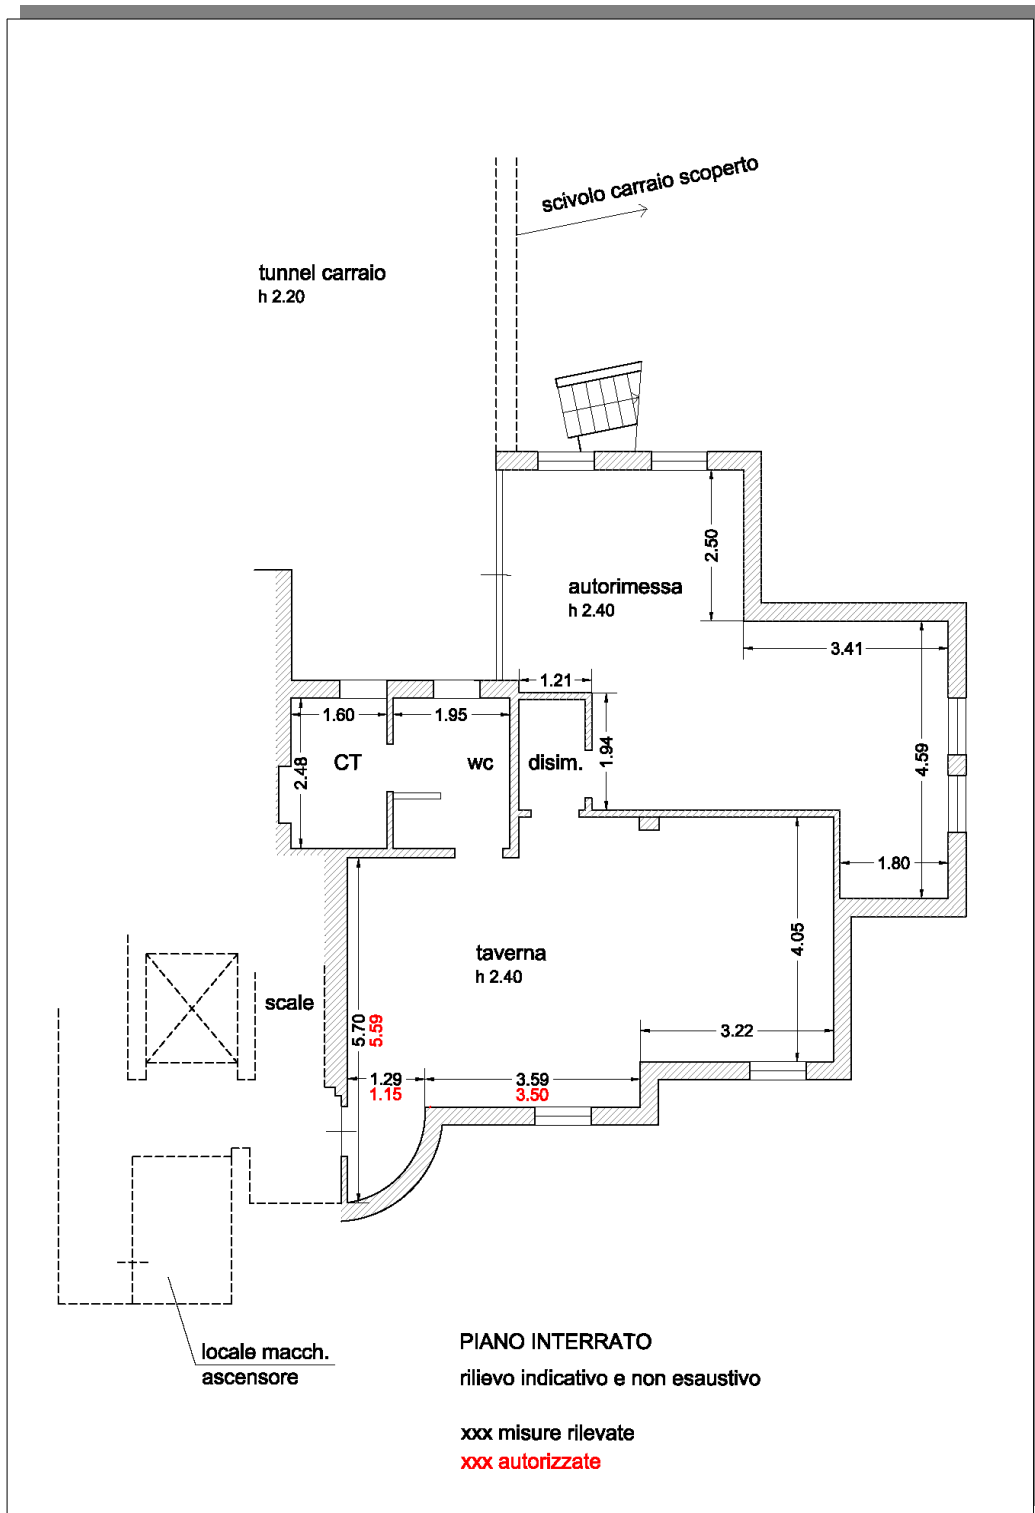 scivolo carraio scoperto
tunnel carraio
h 2.20
2.50
autorimessa
h 2.40
3.41
1.21
1.60
1.95
1.94
4.59
2.48
CT
wc
disim.
1.80
4.05
taverna
h 2.40
scale
5.70
5.59
3.22
1.29
1.15
3.59
3.50
locale macch.
ascensore
PIANO INTERRATO
rilievo indicativo e non esaustivo
xxx misure rilevate
xxx autorizzate